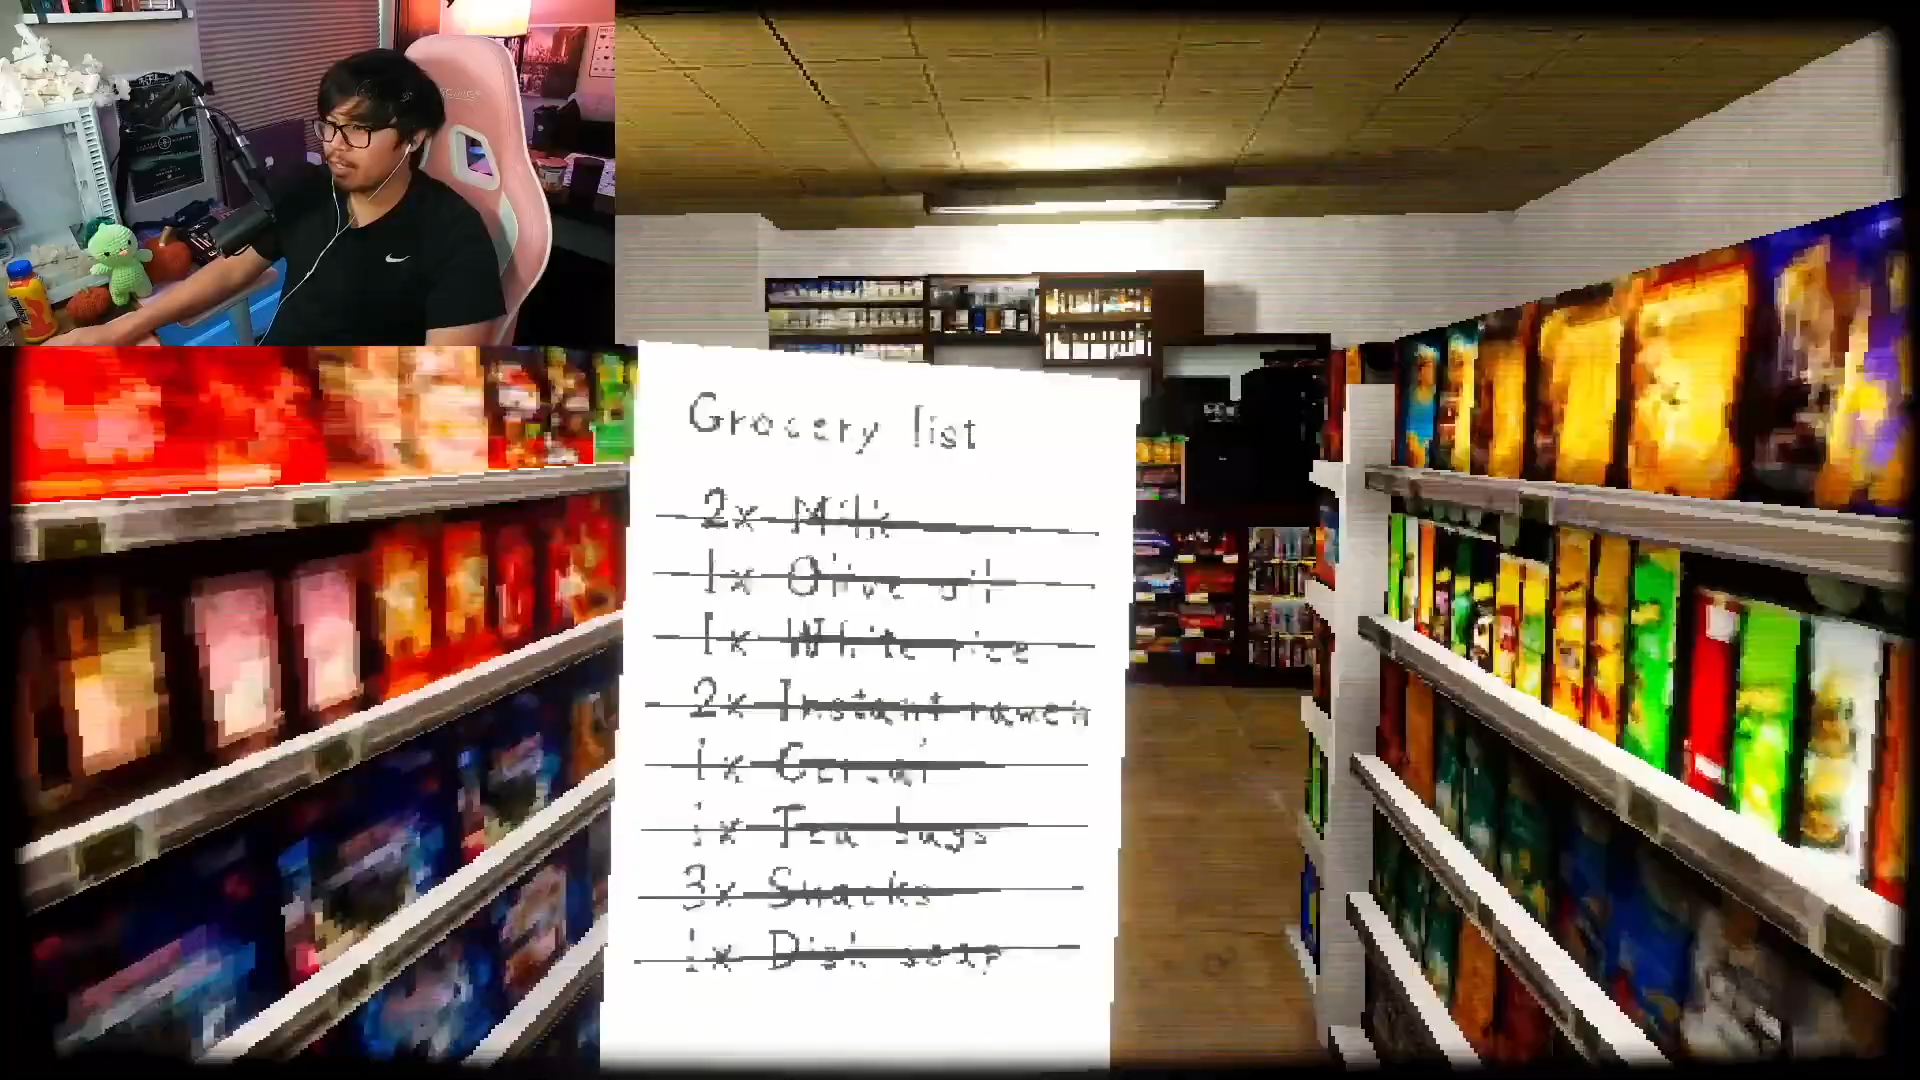 Grocery list
2x Milk
1x Olive oil
1x White rice
2x Instant ramen
1x Cereal
1x Tea bags
3x Snacks
1x Dish soap